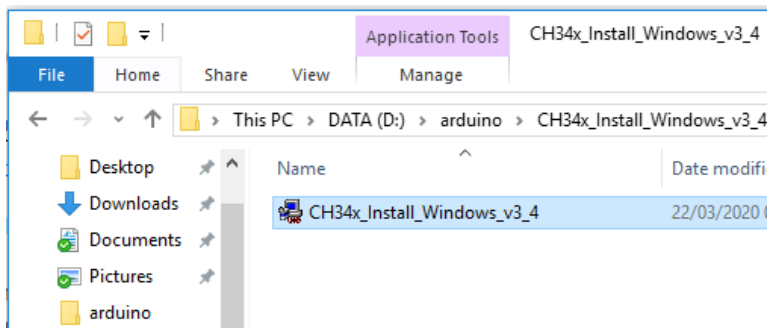 Application Tools CH34x_Install_Windows_v3_4
File Home Share View Manage
This PC > DATA (D:) > arduino > CH34x_Install_Windows_v3_4
Desktop
Downloads
Documents
Pictures
arduino
Name Date modifi
CH34x_Install_Windows_v3_4 22/03/2020